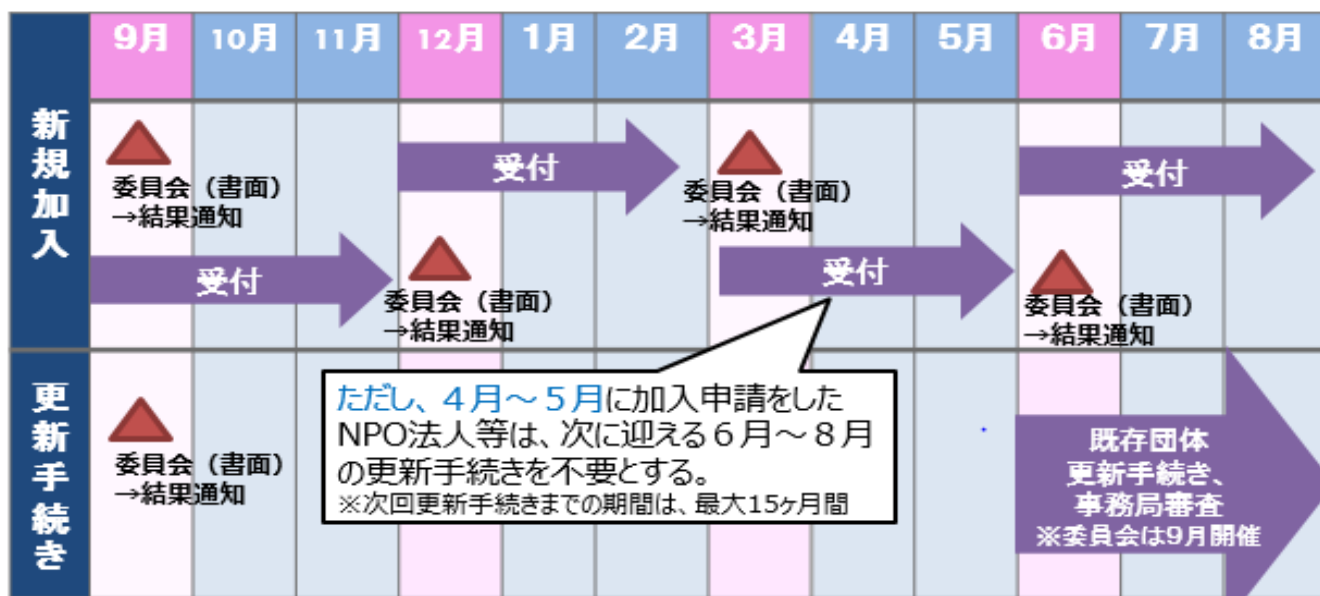 9月 10月 11月 12月 1月 2月 3月 4月 5月 6月 7月 8月
新規加入
委員会（書面）
→結果通知
受付
委員会（書面）
→結果通知
受付
受付
委員会（書面）
→結果通知
受付
委員会（書面）
→結果通知
更新手続き
委員会（書面）
→結果通知
ただし、４月～５月に加入申請をした
NPO法人等は、次に迎える６月～８月
の更新手続きを不要とする。
※次回更新手続きまでの期間は、最大15ヶ月間
既存団体
更新手続き、
事務局審査
※委員会は9月開催